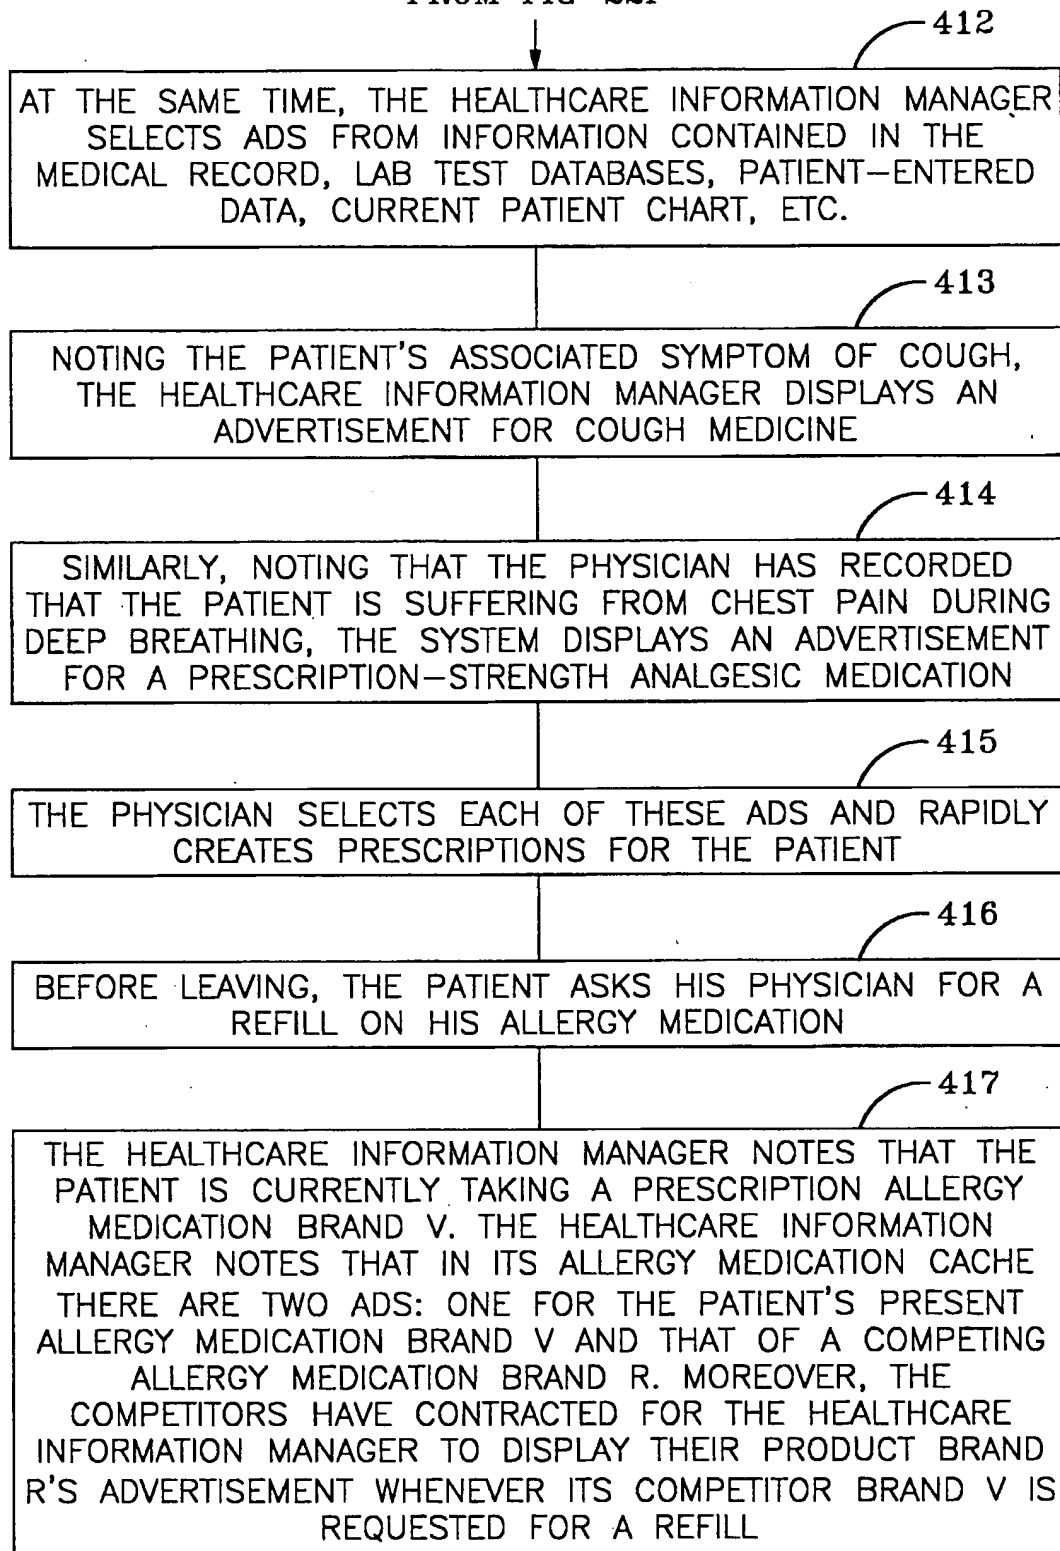 412
AT THE SAME TIME, THE HEALTHCARE INFORMATION MANAGER
SELECTS ADS FROM INFORMATION CONTAINED IN THE
MEDICAL RECORD, LAB TEST DATABASES, PATIENT–ENTERED
DATA, CURRENT PATIENT CHART, ETC.
413
NOTING THE PATIENT'S ASSOCIATED SYMPTOM OF COUGH,
THE HEALTHCARE INFORMATION MANAGER DISPLAYS AN
ADVERTISEMENT FOR COUGH MEDICINE
414
SIMILARLY, NOTING THAT THE PHYSICIAN HAS RECORDED
THAT THE PATIENT IS SUFFERING FROM CHEST PAIN DURING
DEEP BREATHING, THE SYSTEM DISPLAYS AN ADVERTISEMENT
FOR A PRESCRIPTION–STRENGTH ANALGESIC MEDICATION
415
THE PHYSICIAN SELECTS EACH OF THESE ADS AND RAPIDLY
CREATES PRESCRIPTIONS FOR THE PATIENT
416
BEFORE LEAVING, THE PATIENT ASKS HIS PHYSICIAN FOR A
REFILL ON HIS ALLERGY MEDICATION
417
THE HEALTHCARE INFORMATION MANAGER NOTES THAT THE
PATIENT IS CURRENTLY TAKING A PRESCRIPTION ALLERGY
MEDICATION BRAND V. THE HEALTHCARE INFORMATION
MANAGER NOTES THAT IN ITS ALLERGY MEDICATION CACHE
THERE ARE TWO ADS: ONE FOR THE PATIENT'S PRESENT
ALLERGY MEDICATION BRAND V AND THAT OF A COMPETING
ALLERGY MEDICATION BRAND R. MOREOVER, THE
COMPETITORS HAVE CONTRACTED FOR THE HEALTHCARE
INFORMATION MANAGER TO DISPLAY THEIR PRODUCT BRAND
R'S ADVERTISEMENT WHENEVER ITS COMPETITOR BRAND V IS
REQUESTED FOR A REFILL